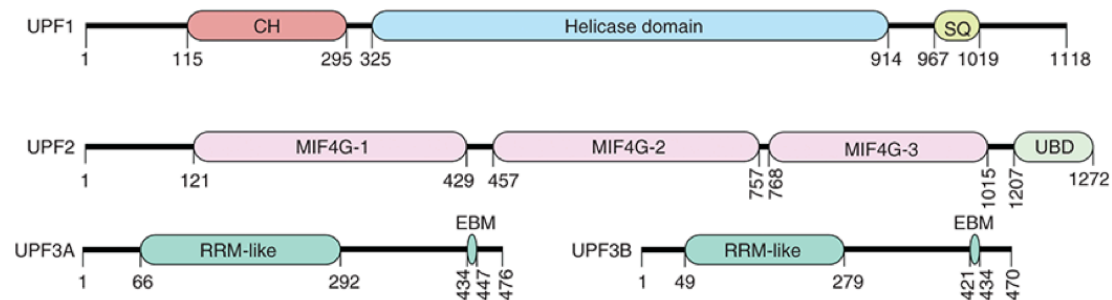 UPF1 CH Helicase domain SQ
1 115 295 325 914 967 1019 1118
UPF2 MIF4G-1 MIF4G-2 MIF4G-3 UBD
1 121 429 457 757 768 1015 1207 1272
EBM EBM
UPF3A RRM-like UPF3B RRM-like
1 66 292 434 447 476 1 49 279 421 434 470